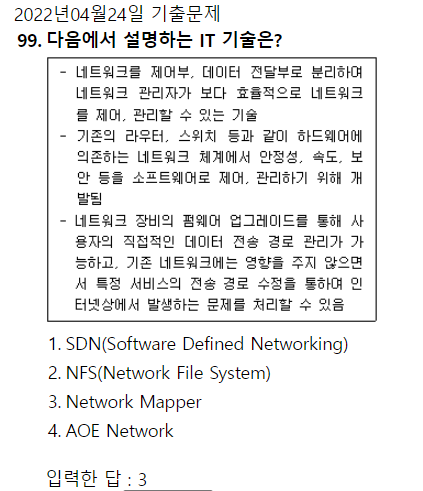 2022년04월24일 기출문제
99. 다음에서 설명하는 IT 기술은?
- 네트워크를 제어부, 데이터 전달부로 분리하여
네트워크 관리자가 보다 효율적으로 네트워크
를 제어, 관리할 수 있는 기술
- 기존의 라우터, 스위치 등과 같이 하드웨어에
의존하는 네트워크 체계에서 안정성, 속도, 보
안 등을 소프트웨어로 제어, 관리하기 위해 개
발됨
- 네트워크 장비의 펌웨어 업그레이드를 통해 사
용자의 직접적인 데이터 전송 경로 관리가 가
능하고, 기존 네트워크에는 영향을 주지 않으면
서 특정 서비스의 전송 경로 수정을 통하여 인
터넷상에서 발생하는 문제를 처리할 수 있음
1. SDN(Software Defined Networking)
2. NFS(Network File System)
3. Network Mapper
4. AOE Network
입력한 답 : 3